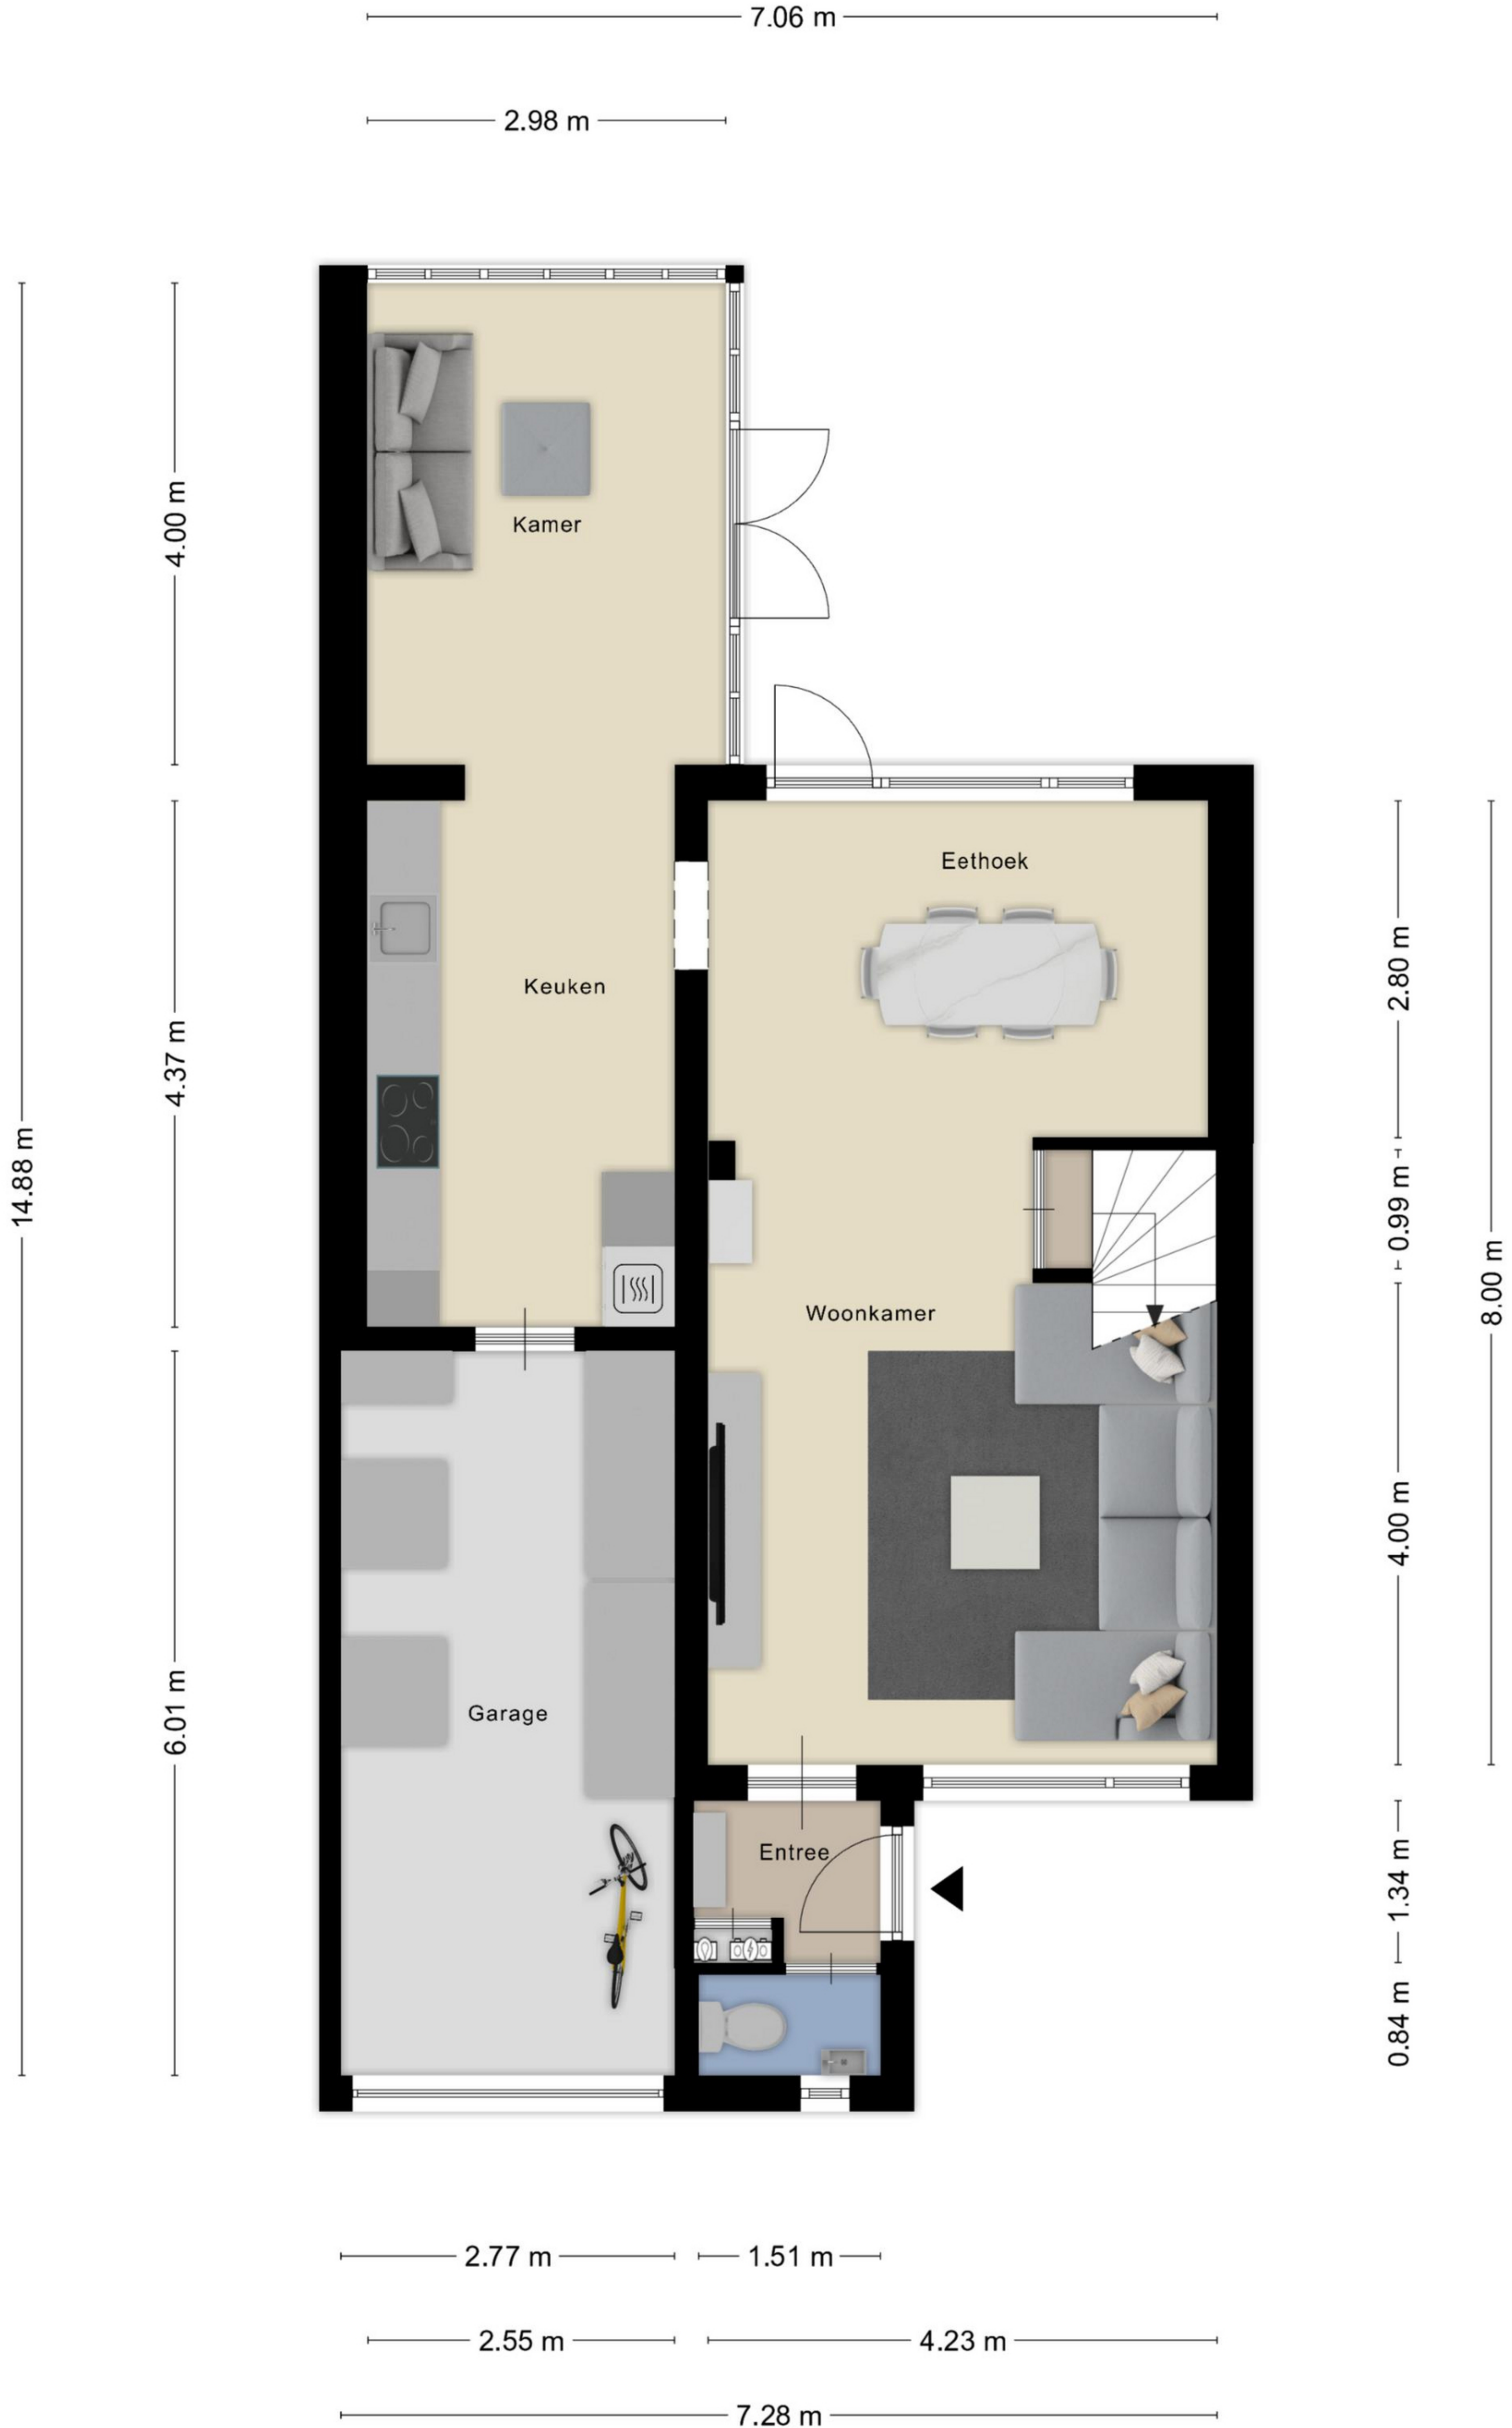 7.06 m
2.98 m
Kamer
4.00 m
Eethoek
2.80 m
Keuken
4.37 m
14.88 m
0.99 m
8.00 m
Woonkamer
4.00 m
Garage
6.01 m
Entree
1.34 m
0.84 m
2.77 m
1.51 m
2.55 m
4.23 m
7.28 m